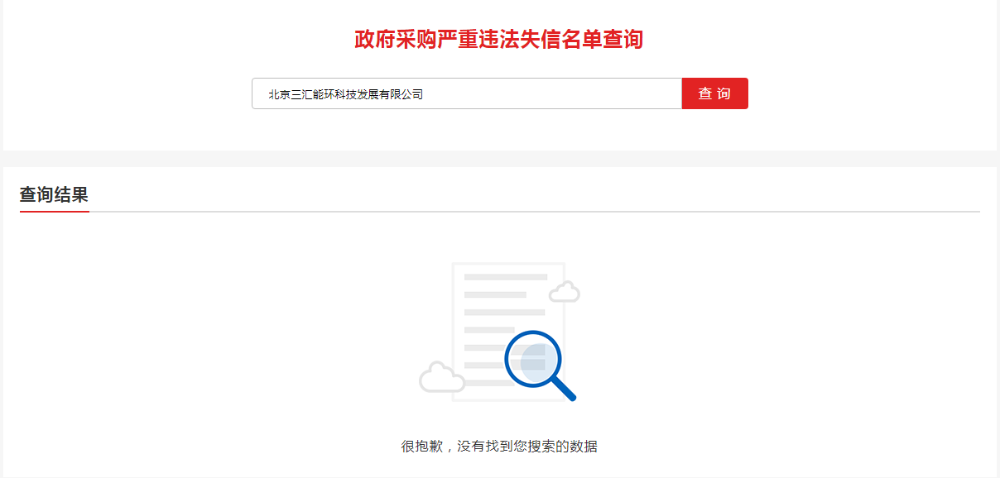 政府采购严重违法失信名单查询
北京三汇能环科技发展有限公司
查 询
查询结果
很抱歉，没有找到您搜索的数据